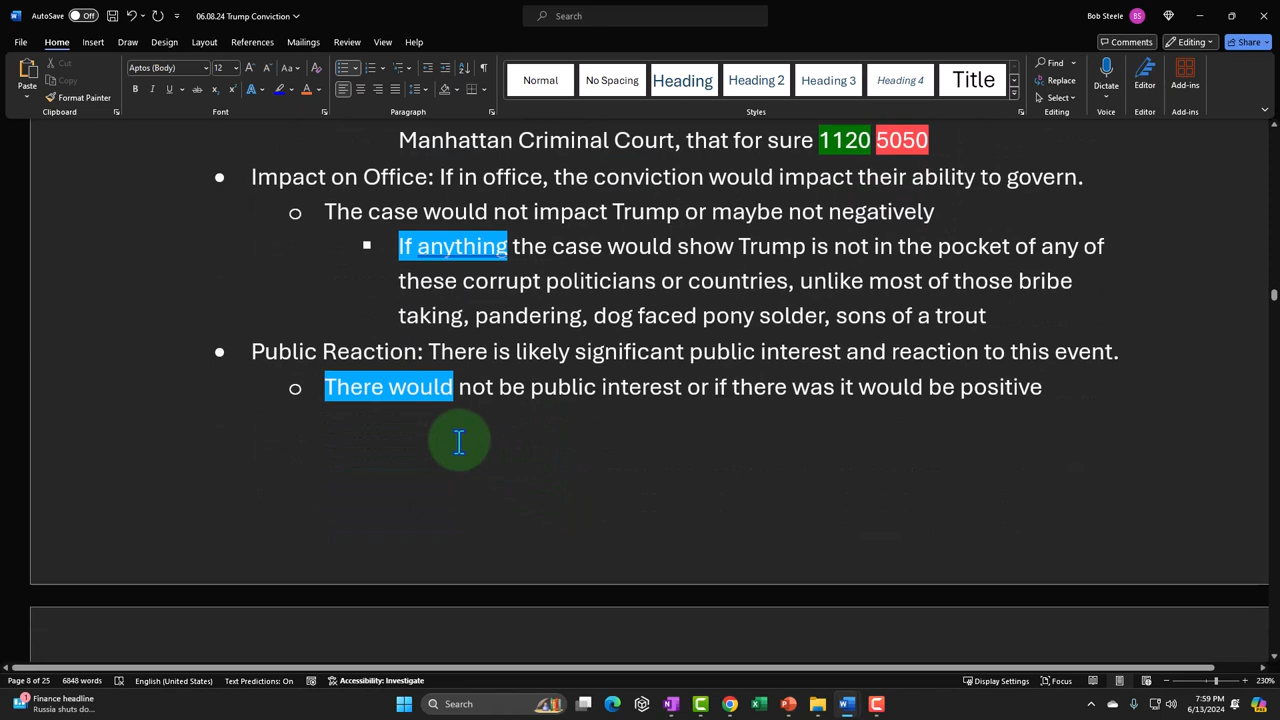 AutoSave Off 06.08.24 Trump Conviction Search Bob Steele BS
File Home Insert Draw Design Layout References Mailings Review View Help Comments Editing Share
Paste Cut Copy Format Painter Clipboard
Aptos (Body) 12 Font
Paragraph
Normal No Spacing Heading Heading 2 Heading 3 Heading 4 Title Styles
Find Replace Select Editing
Dictate Voice
Editor Editor
Add-ins Add-ins
Manhattan Criminal Court, that for sure 1120 5050
• Impact on Office: If in office, the conviction would impact their ability to govern.
o The case would not impact Trump or maybe not negatively
▪ If anything the case would show Trump is not in the pocket of any of
these corrupt politicians or countries, unlike most of those bribe
taking, pandering, dog faced pony solder, sons of a trout
• Public Reaction: There is likely significant public interest and reaction to this event.
o There would not be public interest or if there was it would be positive
Page 8 of 25 6848 words English (United States) Text Predictions: On Accessibility: Investigate Display Settings Focus 230%
Finance headline
Russia shuts do...
Search
7:59 PM
6/13/2024